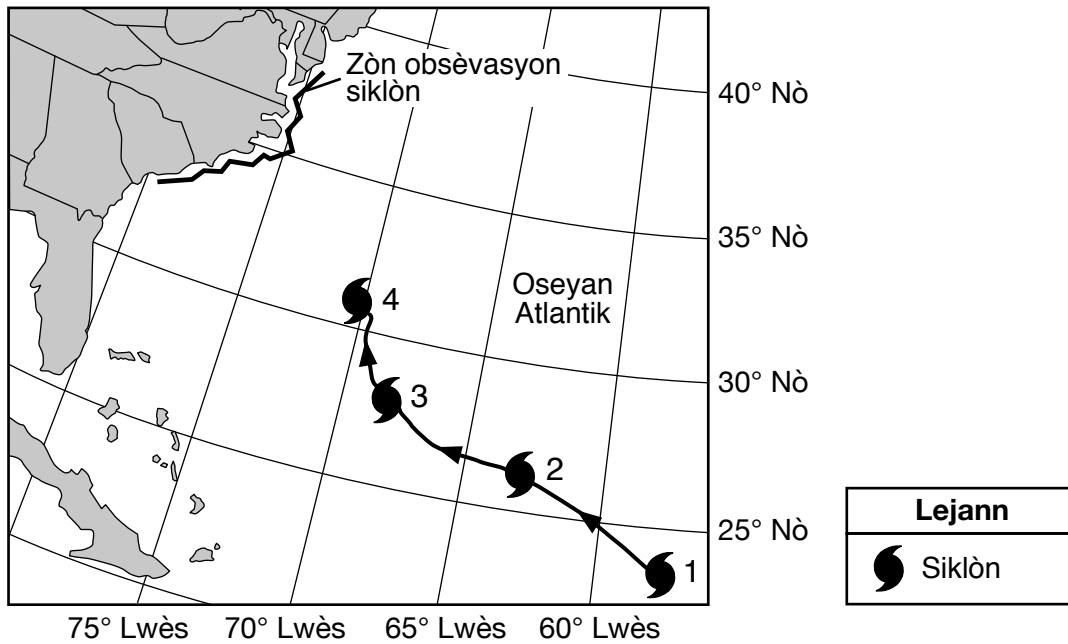 Zòn obsèvasyon
siklòn
40° Nò
35° Nò
Oseyan
Atlantik
4
30° Nò
3
2
25° Nò
1
75° Lwès
70° Lwès
65° Lwès
60° Lwès
Lejann
Siklòn